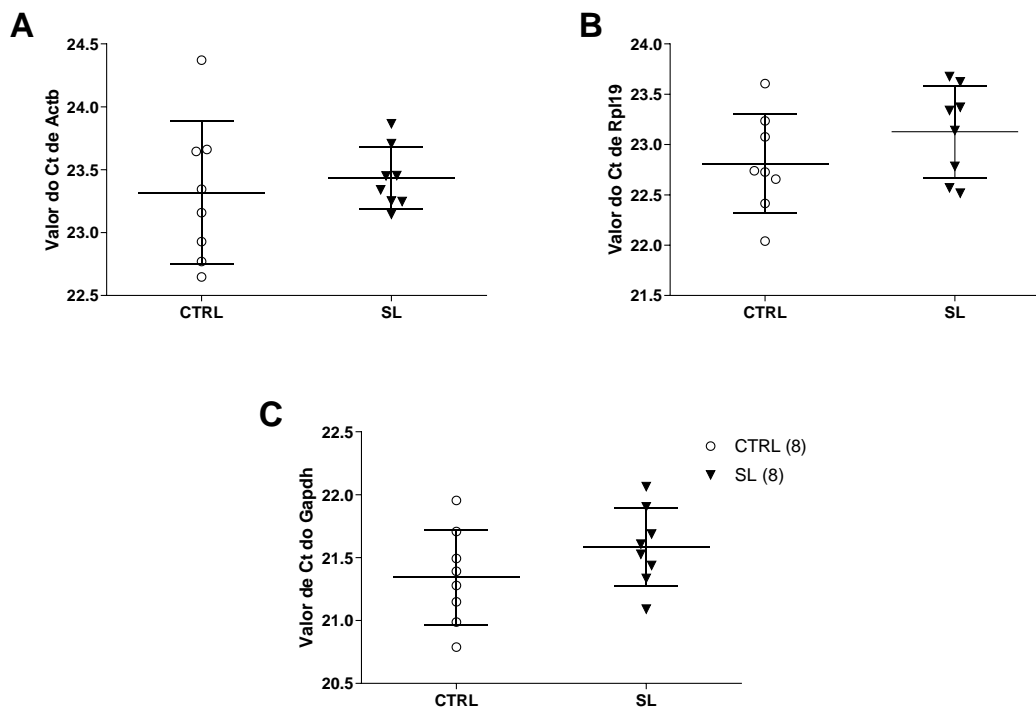 A
Valor do Ct de Actb
24.5
24.0
23.5
23.0
22.5
CTRL
SL
B
Valor do Ct de Rpl19
24.0
23.5
23.0
22.5
22.0
21.5
CTRL
SL
C
Valor de Ct do Gapdh
22.5
22.0
21.5
21.0
20.5
CTRL
SL
CTRL (8)
SL (8)